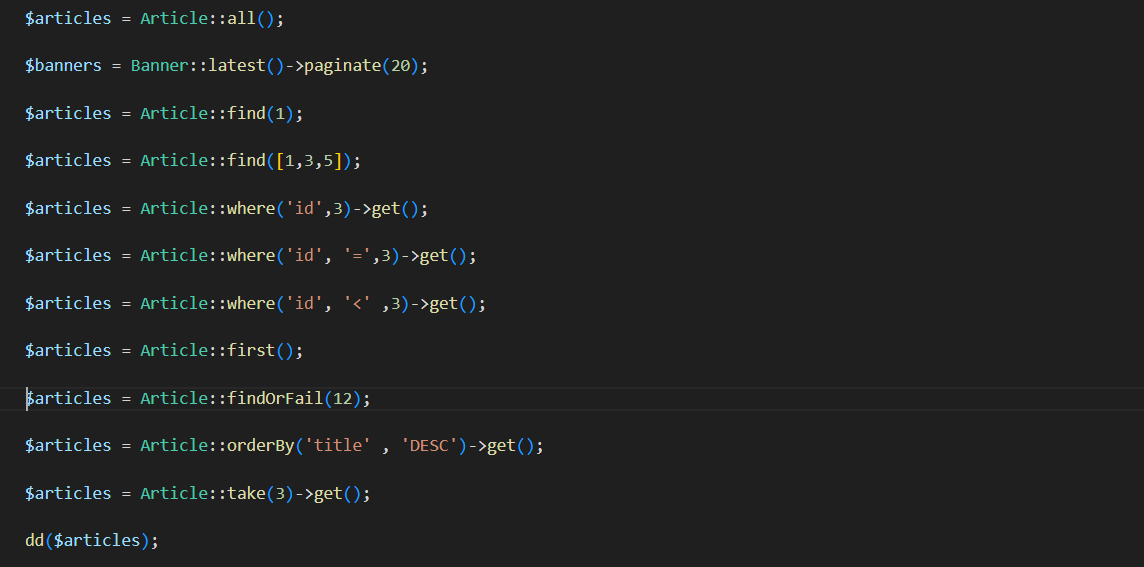 $articles = Article::all();
$banners = Banner::latest()->paginate(20);
$articles = Article::find(1);
$articles = Article::find([1,3,5]);
$articles = Article::where('id',3)->get();
$articles = Article::where('id', '=',3)->get();
$articles = Article::where('id', '<' ,3)->get();
$articles = Article::first();
$articles = Article::findOrFail(12);
$articles = Article::orderBy('title' , 'DESC')->get();
$articles = Article::take(3)->get();
dd($articles);